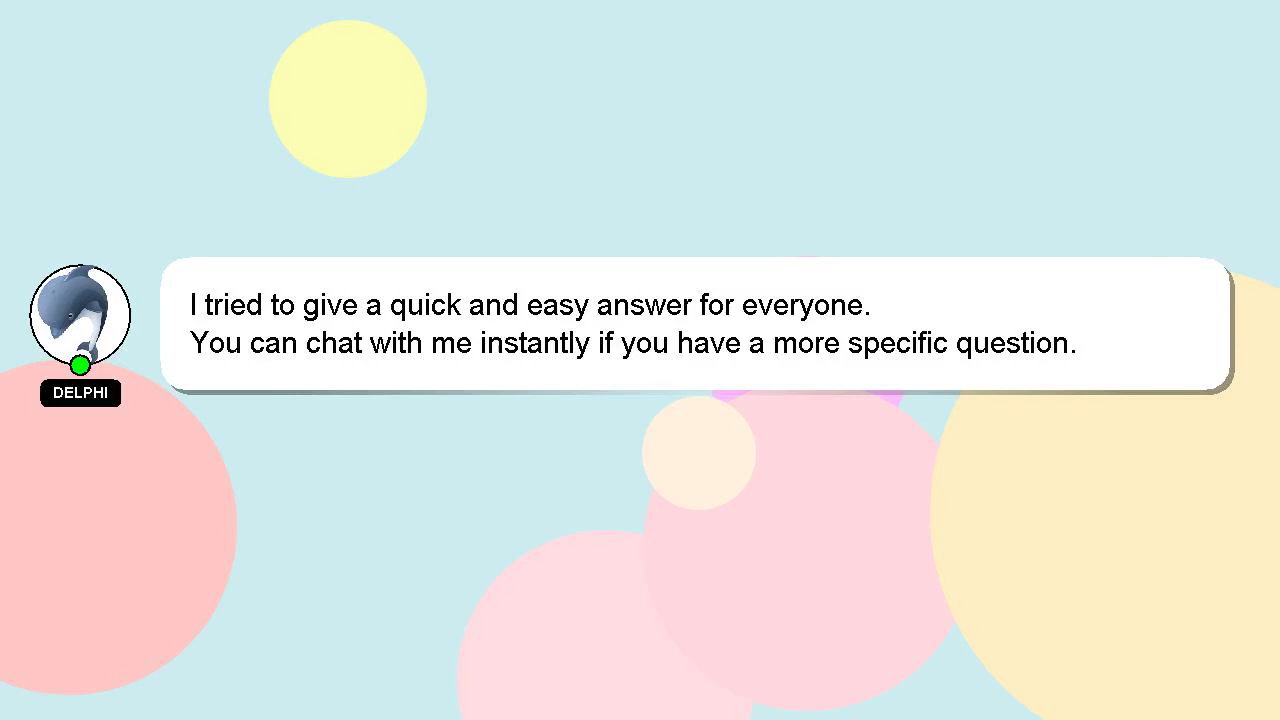 I tried to give a quick and easy answer for everyone.
You can chat with me instantly if you have a more specific question.
DELPHI